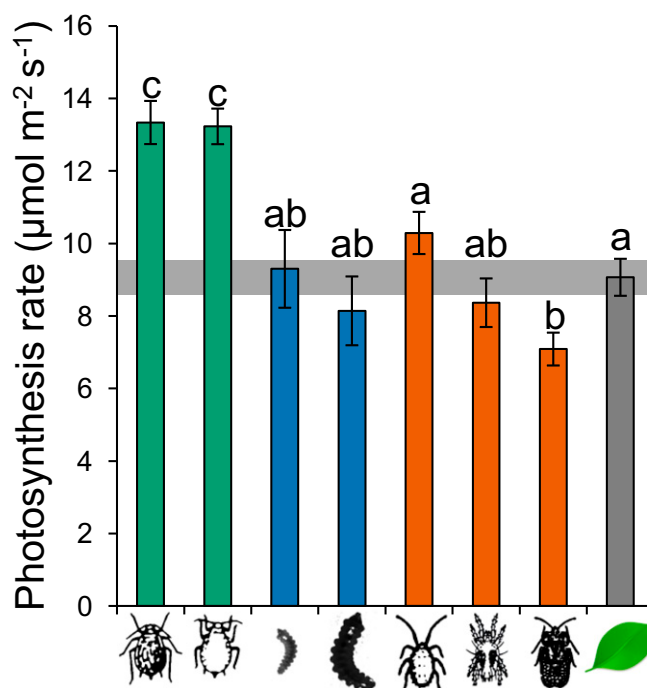 Photosynthesis rate (µmol m⁻² s⁻¹)
16
14
12
10
8
6
4
2
0
c
c
ab
ab
a
ab
b
a